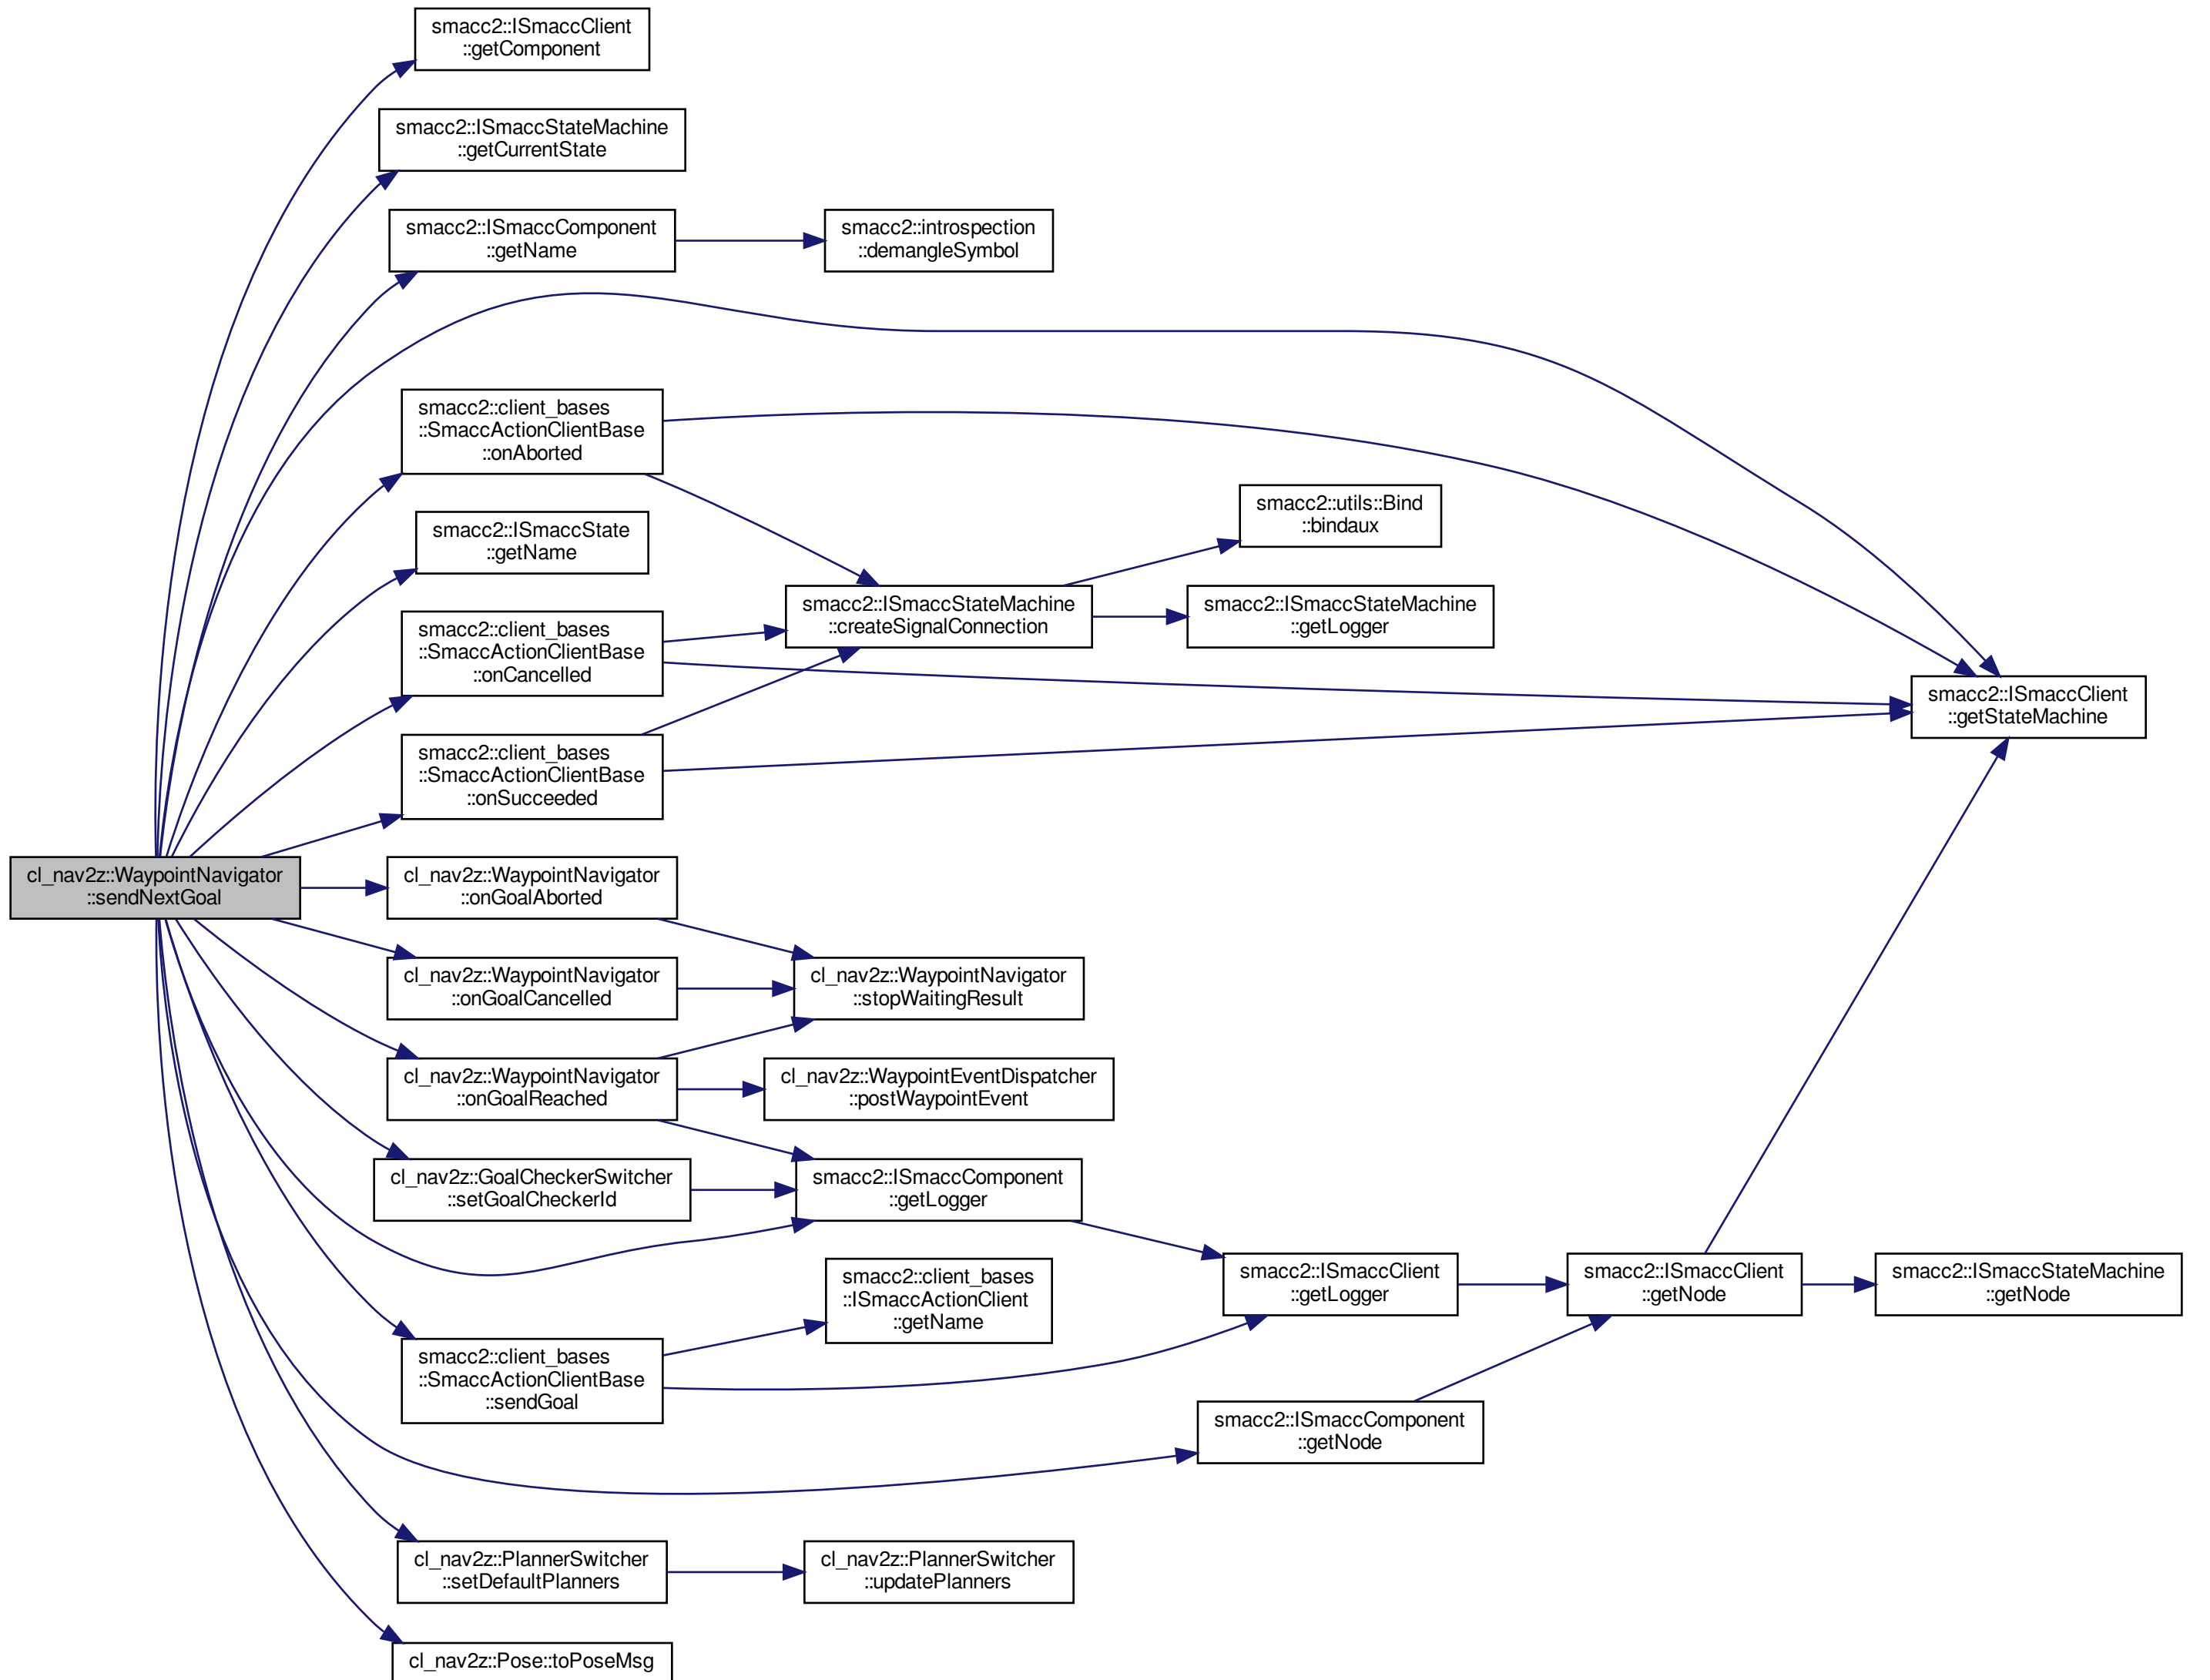 smacc2::ISmaccClient
::getComponent
smacc2::ISmaccStateMachine
::getCurrentState
smacc2::ISmaccComponent
::getName
smacc2::introspection
::demangleSymbol
smacc2::client_bases
::SmaccActionClientBase
::onAborted
smacc2::utils::Bind
::bindaux
smacc2::ISmaccState
::getName
smacc2::ISmaccStateMachine
::createSignalConnection
smacc2::ISmaccStateMachine
::getLogger
smacc2::client_bases
::SmaccActionClientBase
::onCancelled
smacc2::ISmaccClient
::getStateMachine
smacc2::client_bases
::SmaccActionClientBase
::onSucceeded
cl_nav2z::WaypointNavigator
::sendNextGoal
cl_nav2z::WaypointNavigator
::onGoalAborted
cl_nav2z::WaypointNavigator
::onGoalCancelled
cl_nav2z::WaypointNavigator
::stopWaitingResult
cl_nav2z::WaypointNavigator
::onGoalReached
cl_nav2z::WaypointEventDispatcher
::postWaypointEvent
cl_nav2z::GoalCheckerSwitcher
::setGoalCheckerId
smacc2::ISmaccComponent
::getLogger
smacc2::client_bases
::ISmaccActionClient
::getName
smacc2::ISmaccClient
::getLogger
smacc2::ISmaccClient
::getNode
smacc2::ISmaccStateMachine
::getNode
smacc2::client_bases
::SmaccActionClientBase
::sendGoal
smacc2::ISmaccComponent
::getNode
cl_nav2z::PlannerSwitcher
::setDefaultPlanners
cl_nav2z::PlannerSwitcher
::updatePlanners
cl_nav2z::Pose::toPoseMsg